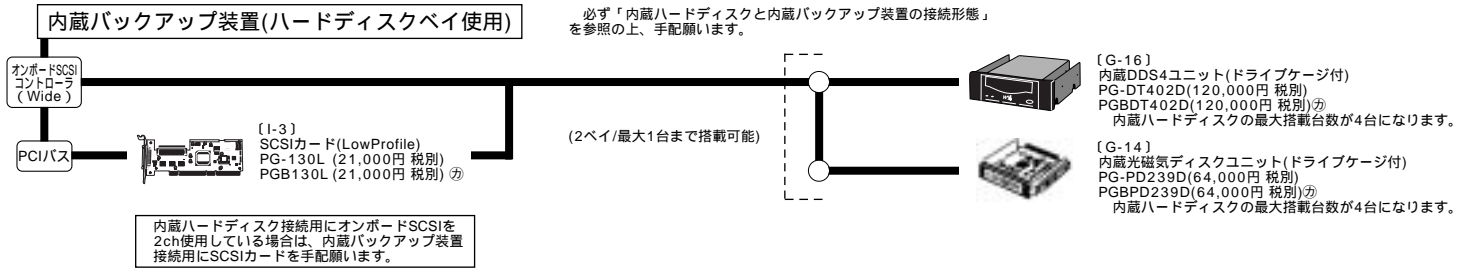 内蔵バックアップ装置(ハードディスクベイ使用)
必ず「内蔵ハードディスクと内蔵バックアップ装置の接続形態」
を参照の上、手配願います。
オンボードSCSI
コントローラ
（Wide）
PCIバス
〔I-3〕
SCSIカード(LowProfile)
PG-130L (21,000円 税別)
PGB130L (21,000円 税別) ㋕
(2ベイ/最大1台まで搭載可能)
〔G-16〕
内蔵DDS4ユニット(ドライブケージ付)
PG-DT402D(120,000円 税別)
PGBDT402D(120,000円 税別)㋕
内蔵ハードディスクの最大搭載台数が4台になります。
〔G-14〕
内蔵光磁気ディスクユニット(ドライブケージ付)
PG-PD239D(64,000円 税別)
PGBPD239D(64,000円 税別)㋕
内蔵ハードディスクの最大搭載台数が4台になります。
内蔵ハードディスク接続用にオンボードSCSIを
2ch使用している場合は、内蔵バックアップ装置
接続用にSCSIカードを手配願います。